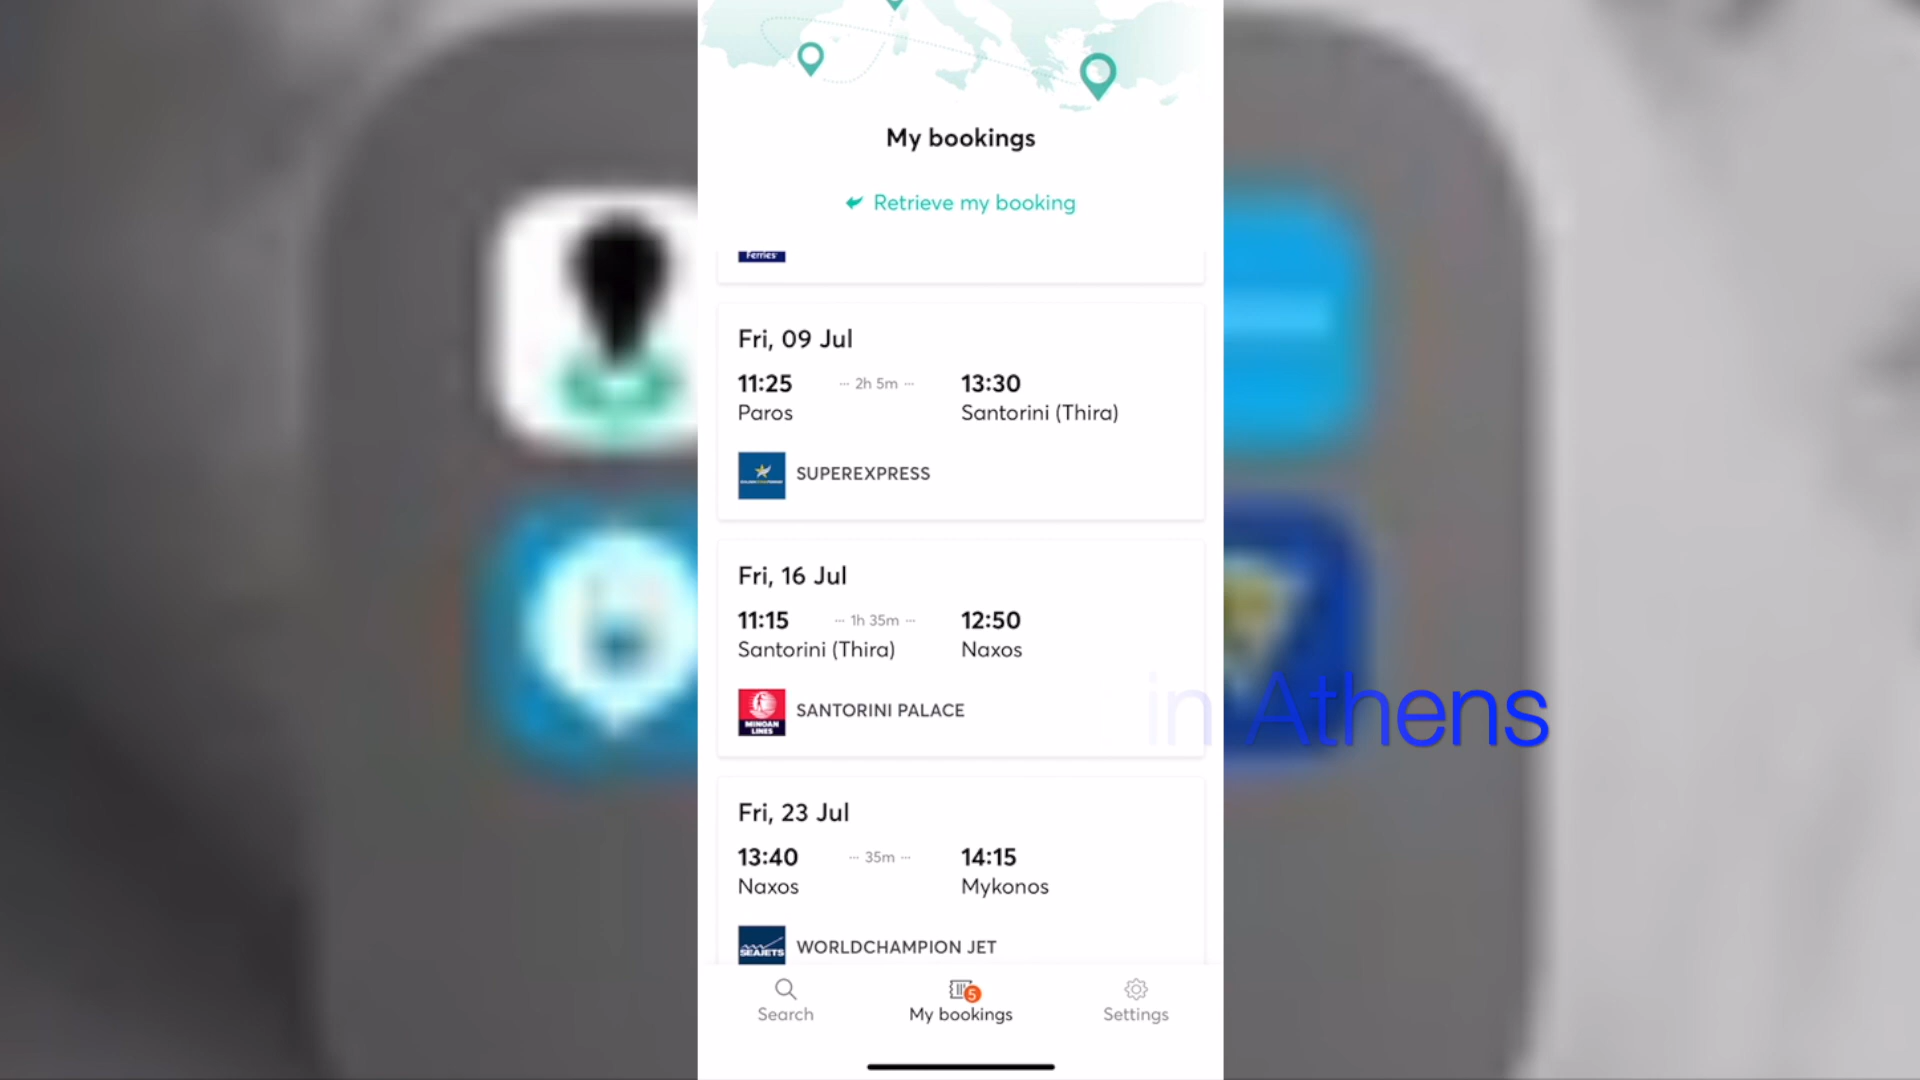 My bookings
Retrieve my booking
Ferries
Fri, 09 Jul
11:25 ··· 2h 5m ··· 13:30
Paros Santorini (Thira)
SUPEREXPRESS
Fri, 16 Jul
11:15 ··· 1h 35m ··· 12:50
Santorini (Thira) Naxos
MINOAN
LINES
SANTORINI PALACE
in Athens
Fri, 23 Jul
13:40 ··· 35m ··· 14:15
Naxos Mykonos
SEAJETS
WORLDCHAMPION JET
5
Search My bookings Settings